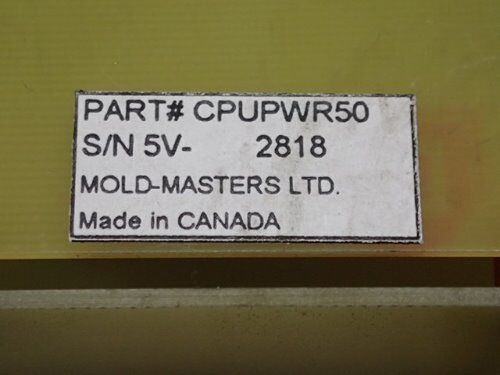 PART# CPUPWR50
S/N 5V- 2818
MOLD-MASTERS LTD.
Made in CANADA